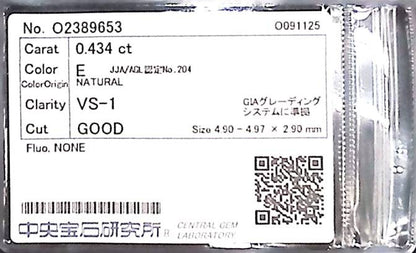 No. O2389653 O091125
Carat 0.434 ct
Color E JJA/AGL認定No.204
ColorOrigin NATURAL
Clarity VS-1 GIAグレーディング
システムに準拠
Cut GOOD Size 4.90 - 4.97 × 2.90 mm
Fluo. NONE
中央宝石研究所 ® CENTRAL GEM
LABORATORY